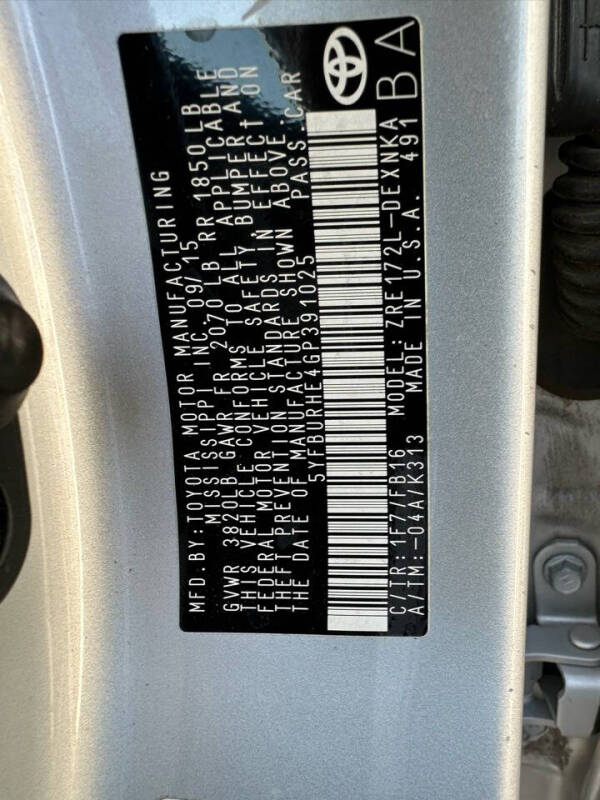 MFD.BY:TOYOTA MOTOR MANUFACTURING
MISSISSIPPI INC. 09/15
GVWR 3820LB GAWR FR 2070 LB RR 1850LB
THIS VEHICLE CONFORMS TO ALL APPLICABLE
FEDERAL MOTOR VEHICLE SAFETY, BUMPER AND
THEFT PREVENTION STANDARDS IN EFFECT ON
THE DATE OF MANUFACTURE SHOWN ABOVE.
5YFBURHE4GP391025 PASS.CAR
C/TR: 1F7/FB16 MODEL: ZRE172L-DEXNKA
A/TM:-04A/K313 MADE IN U.S.A. 491
BA